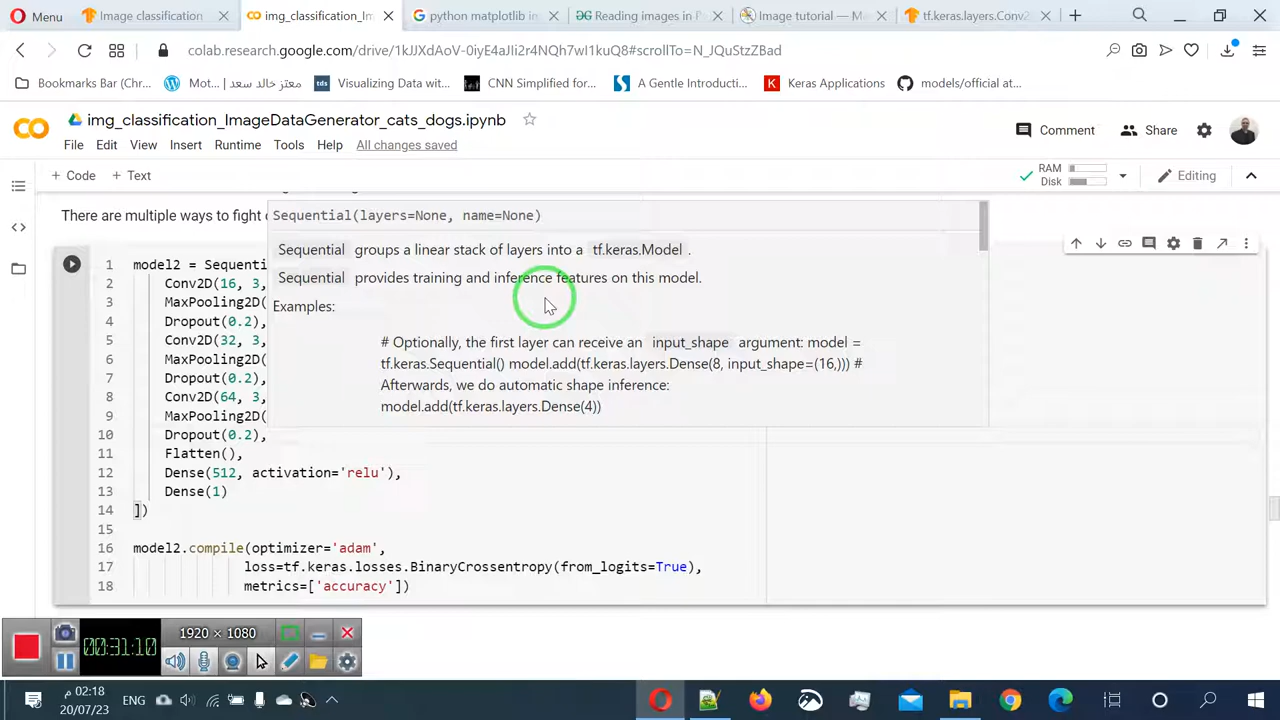 Menu
Image classification
img_classification_I
python matplotlib im
Reading images in P
Image tutorial — Ma
tf.keras.layers.Conv2
colab.research.google.com/drive/1kJJXdAoV-0iyE4aJIi2r4NQh7wI1kuQ8#scrollTo=N_JQuStzZBad
Bookmarks Bar (Chr...
Mot... | معتز خالد سعد
Visualizing Data wit...
CNN Simplified for...
A Gentle Introducti...
Keras Applications
models/official at...
img_classification_ImageDataGenerator_cats_dogs.ipynb
Comment
Share
File Edit View Insert Runtime Tools Help All changes saved
+ Code + Text
RAM
Disk
Editing
There are multiple ways to fight
Sequential(layers=None, name=None)
Sequential groups a linear stack of layers into a tf.keras.Model .
Sequential provides training and inference features on this model.
Examples:
# Optionally, the first layer can receive an input_shape argument: model =
tf.keras.Sequential() model.add(tf.keras.layers.Dense(8, input_shape=(16,))) #
Afterwards, we do automatic shape inference:
model.add(tf.keras.layers.Dense(4))
1 model2 = Sequenti
2 Conv2D(16, 3,
3 MaxPooling2D(
4 Dropout(0.2),
5 Conv2D(32, 3,
6 MaxPooling2D(
7 Dropout(0.2),
8 Conv2D(64, 3,
9 MaxPooling2D(
10 Dropout(0.2),
11 Flatten(),
12 Dense(512, activation='relu'),
13 Dense(1)
14 ])
15
16 model2.compile(optimizer='adam',
17 loss=tf.keras.losses.BinaryCrossentropy(from_logits=True),
18 metrics=['accuracy'])
1920 × 1080
00:31:10
ENG
02:18 م
20/07/23